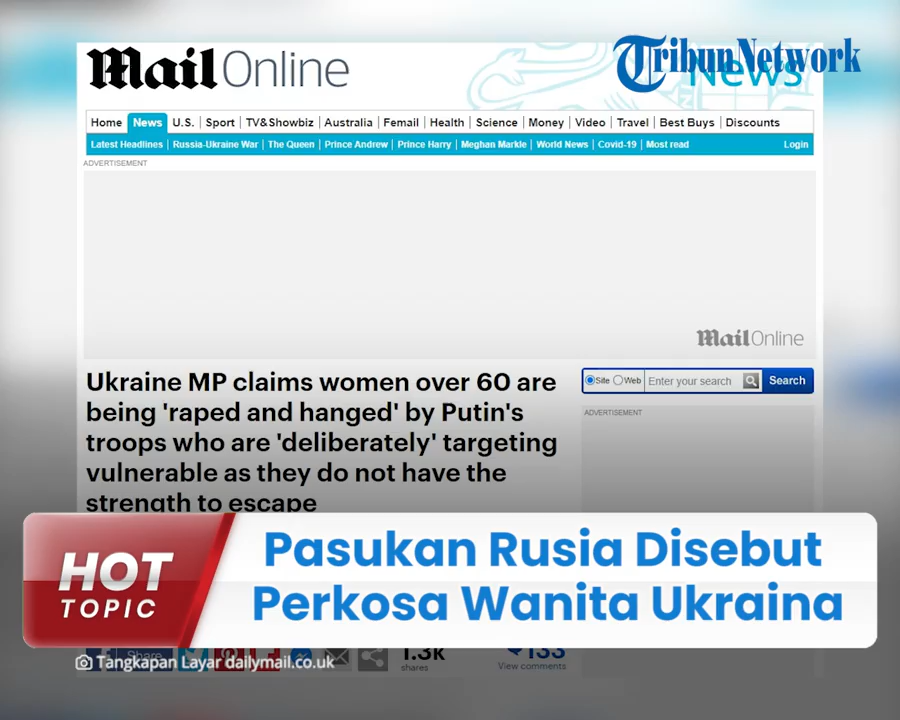 Mail Online
Tribun Network
News
Home News U.S. Sport TV&Showbiz Australia Femail Health Science Money Video Travel Best Buys Discounts
Latest Headlines Russia-Ukraine War The Queen Prince Andrew Prince Harry Meghan Markle World News Covid-19 Most read Login
ADVERTISEMENT
Mail Online
Ukraine MP claims women over 60 are
being 'raped and hanged' by Putin's
troops who are 'deliberately' targeting
vulnerable as they do not have the
strength to escape
Site Web Enter your search Search
ADVERTISEMENT
HOT
TOPIC
Pasukan Rusia Disebut
Perkosa Wanita Ukraina
Share
Tangkapan Layar dailymail.co.uk
1.3k
shares
133
View comments